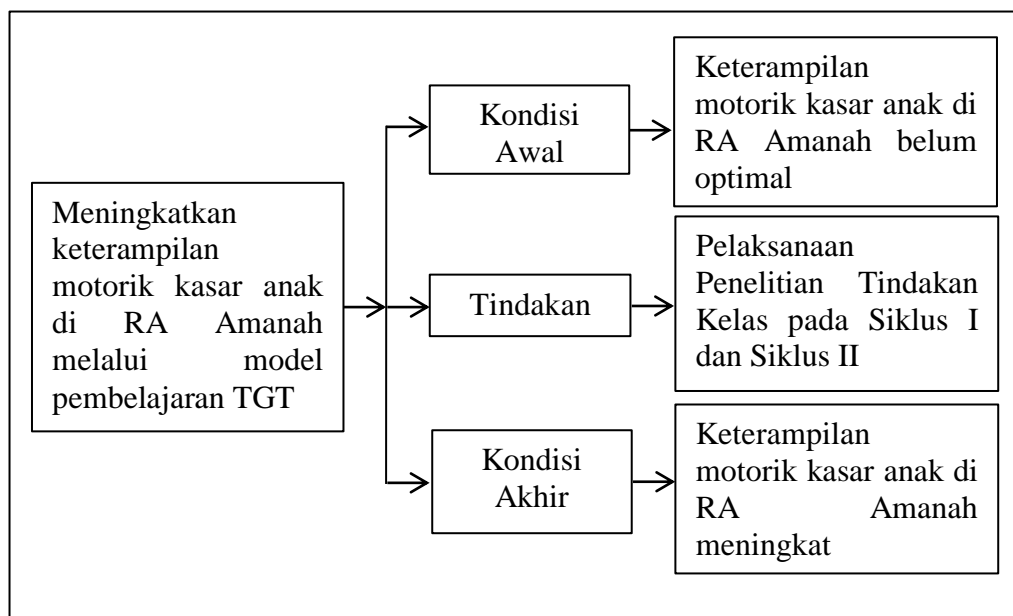 Meningkatkan
keterampilan
motorik kasar anak
di RA Amanah
melalui model
pembelajaran TGT
Kondisi
Awal
Keterampilan
motorik kasar anak di
RA Amanah belum
optimal
Tindakan
Pelaksanaan
Penelitian Tindakan
Kelas pada Siklus I
dan Siklus II
Kondisi
Akhir
Keterampilan
motorik kasar anak di
RA Amanah
meningkat